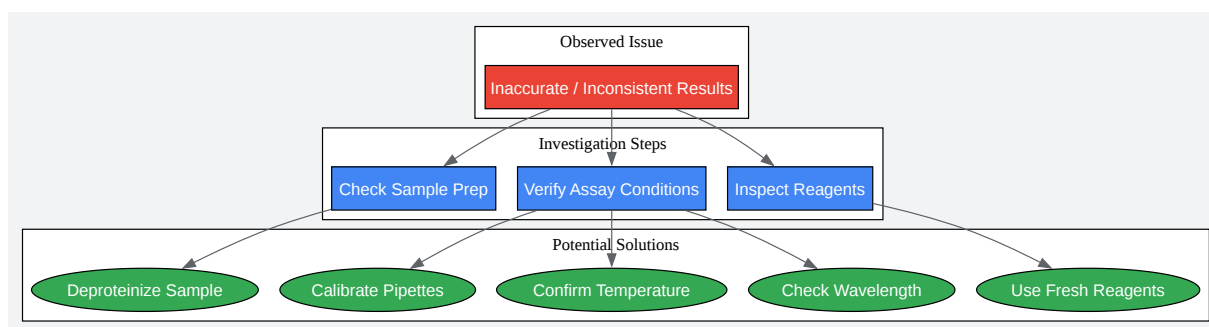 Observed Issue
Inaccurate / Inconsistent Results
Investigation Steps
Check Sample Prep
Verify Assay Conditions
Inspect Reagents
Potential Solutions
Deproteinize Sample
Calibrate Pipettes
Confirm Temperature
Check Wavelength
Use Fresh Reagents